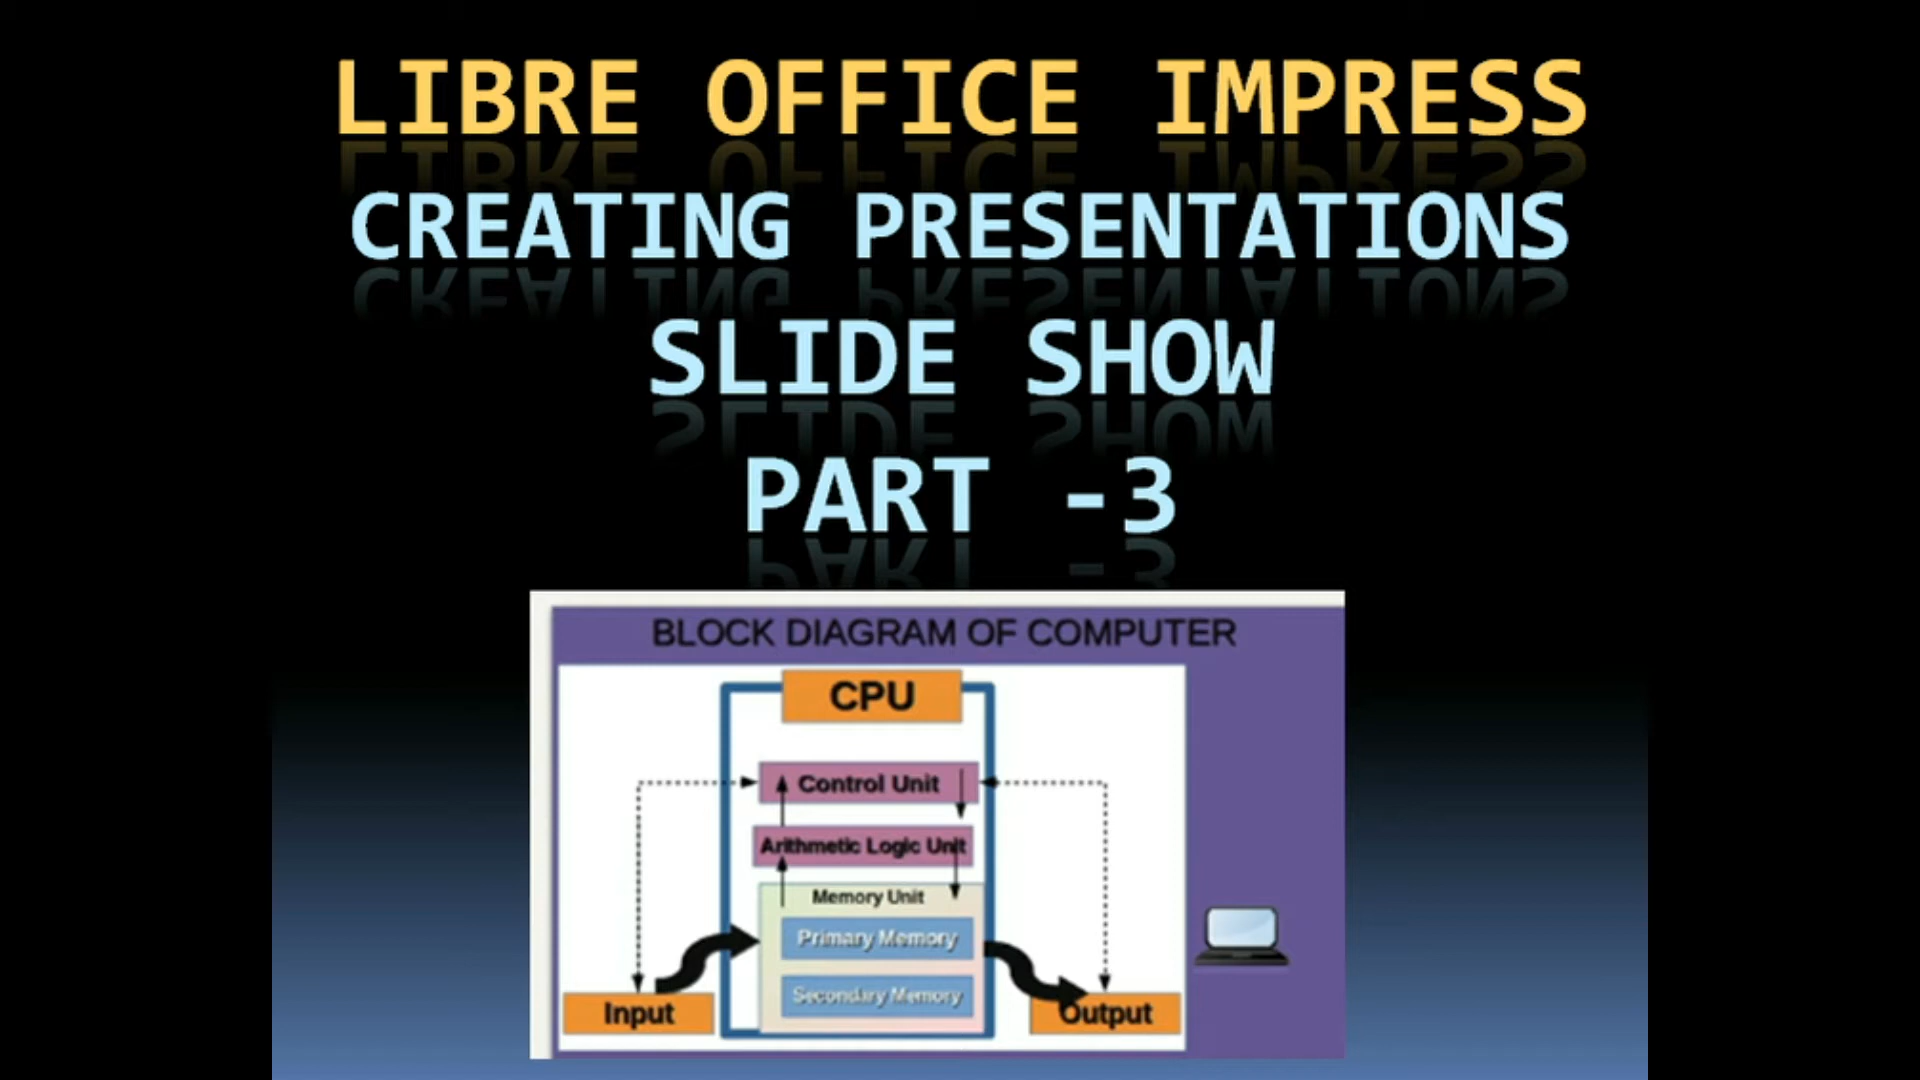 LIBRE OFFICE IMPRESS
CREATING PRESENTATIONS
SLIDE SHOW
PART -3
BLOCK DIAGRAM OF COMPUTER
CPU
Control Unit
Arithmetic Logic Unit
Memory Unit
Primary Memory
Secondary Memory
Input
Output